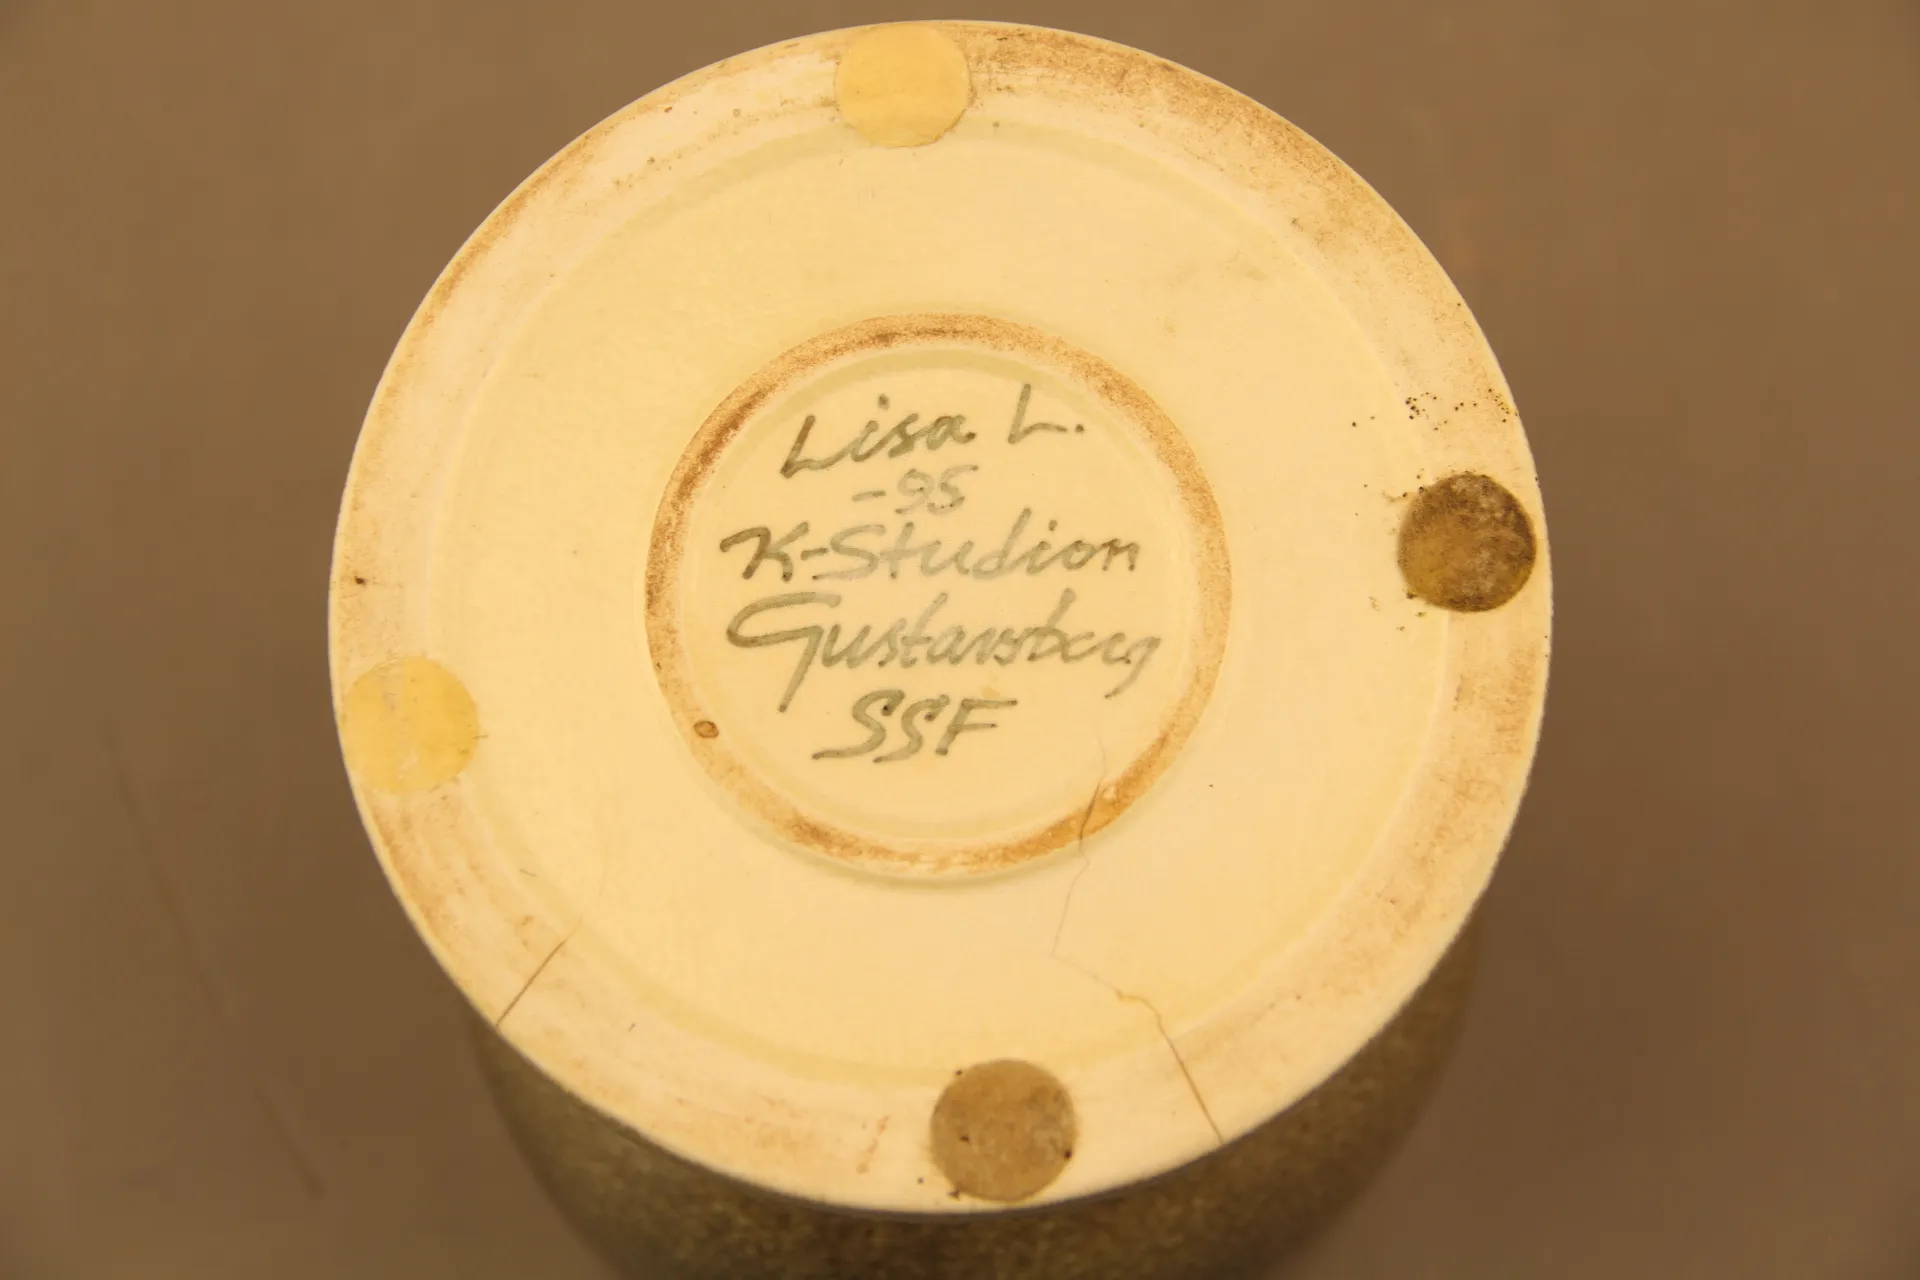 Lisa L.
-95
K-Studion
Gustavsberg
SSF